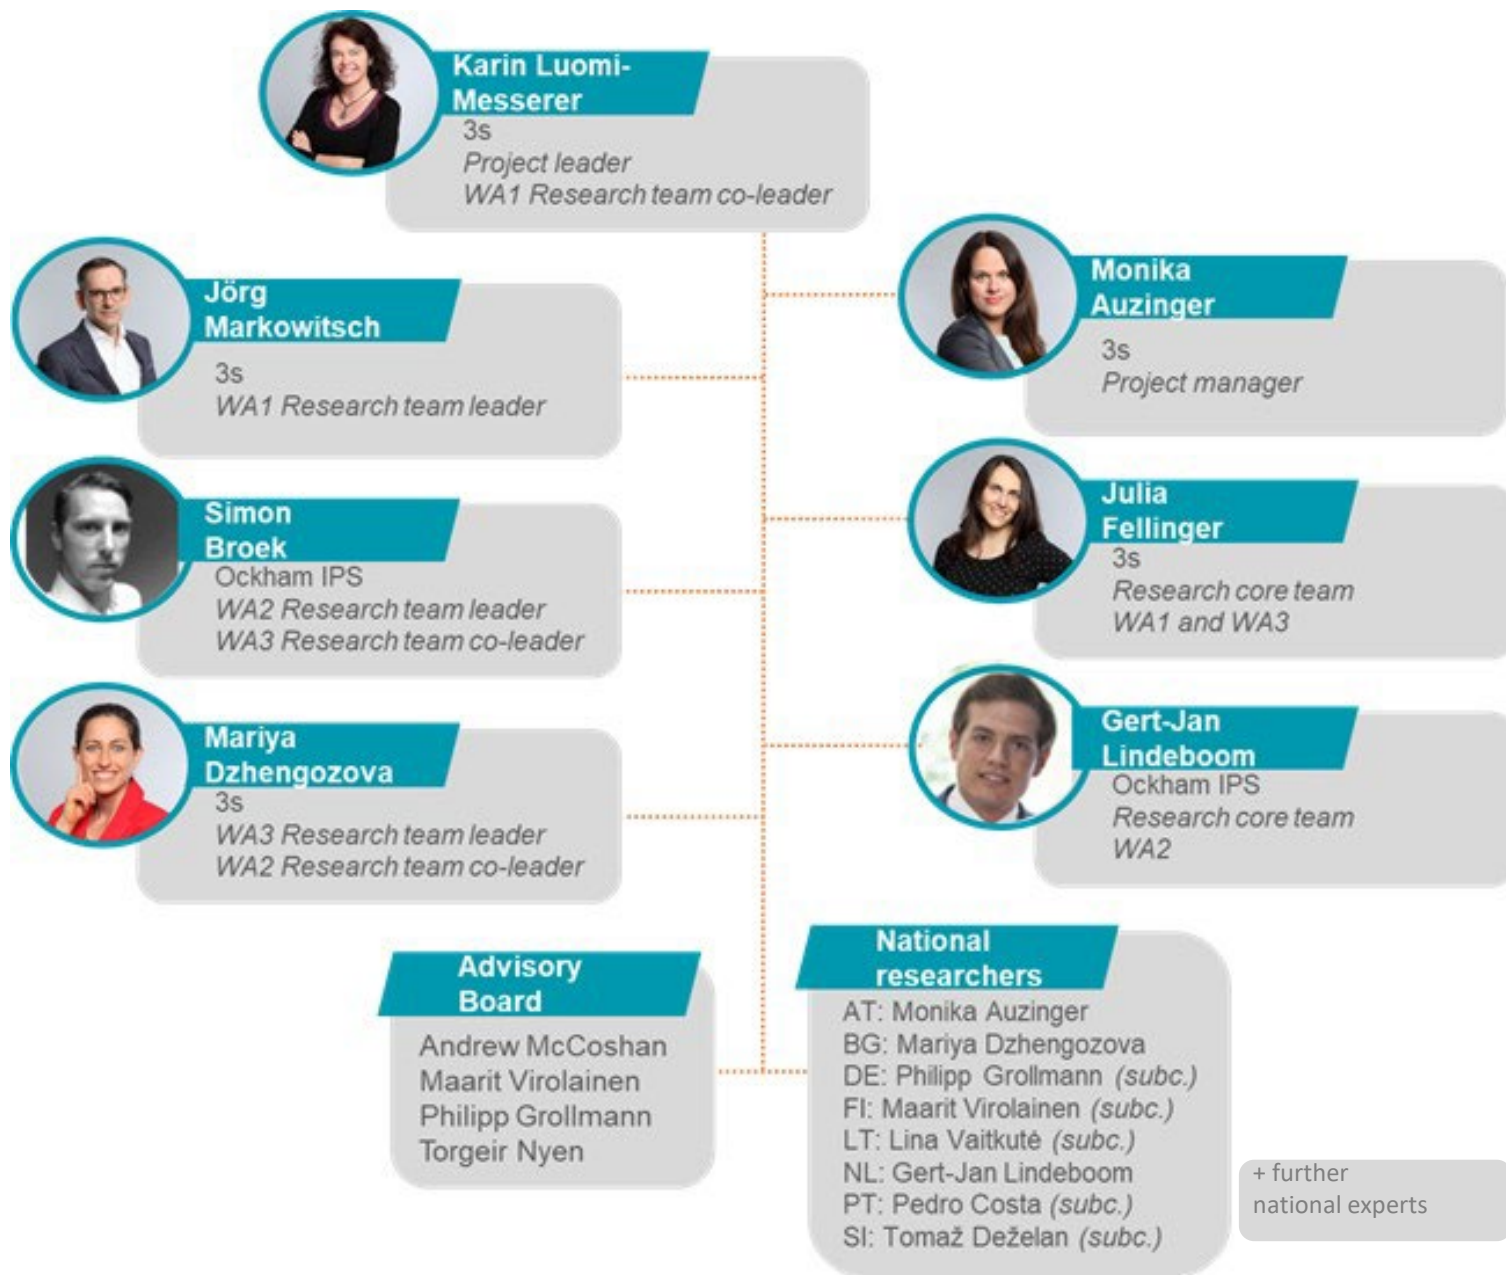 Karin Luomi-
Messerer
3s
Project leader
WA1 Research team co-leader
Jörg
Markowitsch
3s
WA1 Research team leader
Monika
Auzinger
3s
Project manager
Simon
Broek
Ockham IPS
WA2 Research team leader
WA3 Research team co-leader
Julia
Fellinger
3s
Research core team
WA1 and WA3
Mariya
Dzhengozova
3s
WA3 Research team leader
WA2 Research team co-leader
Gert-Jan
Lindeboom
Ockham IPS
Research core team
WA2
Advisory
Board
Andrew McCoshan
Maarit Virolainen
Philipp Grollmann
Torgeir Nyen
National
researchers
AT: Monika Auzinger
BG: Mariya Dzhengozova
DE: Philipp Grollmann (subc.)
FI: Maarit Virolainen (subc.)
LT: Lina Vaitkutė (subc.)
NL: Gert-Jan Lindeboom
PT: Pedro Costa (subc.)
SI: Tomaž Deželan (subc.)
+ further
national experts